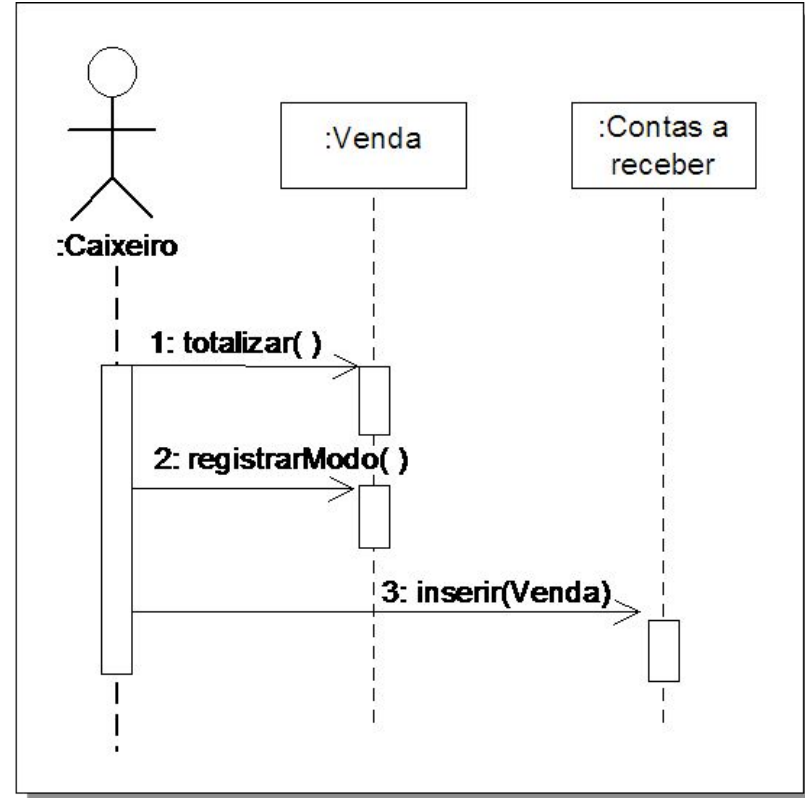 :Venda
:Contas a
receber
:Caixeiro
1: totalizar( )
2: registrarModo( )
3: inserir(Venda)